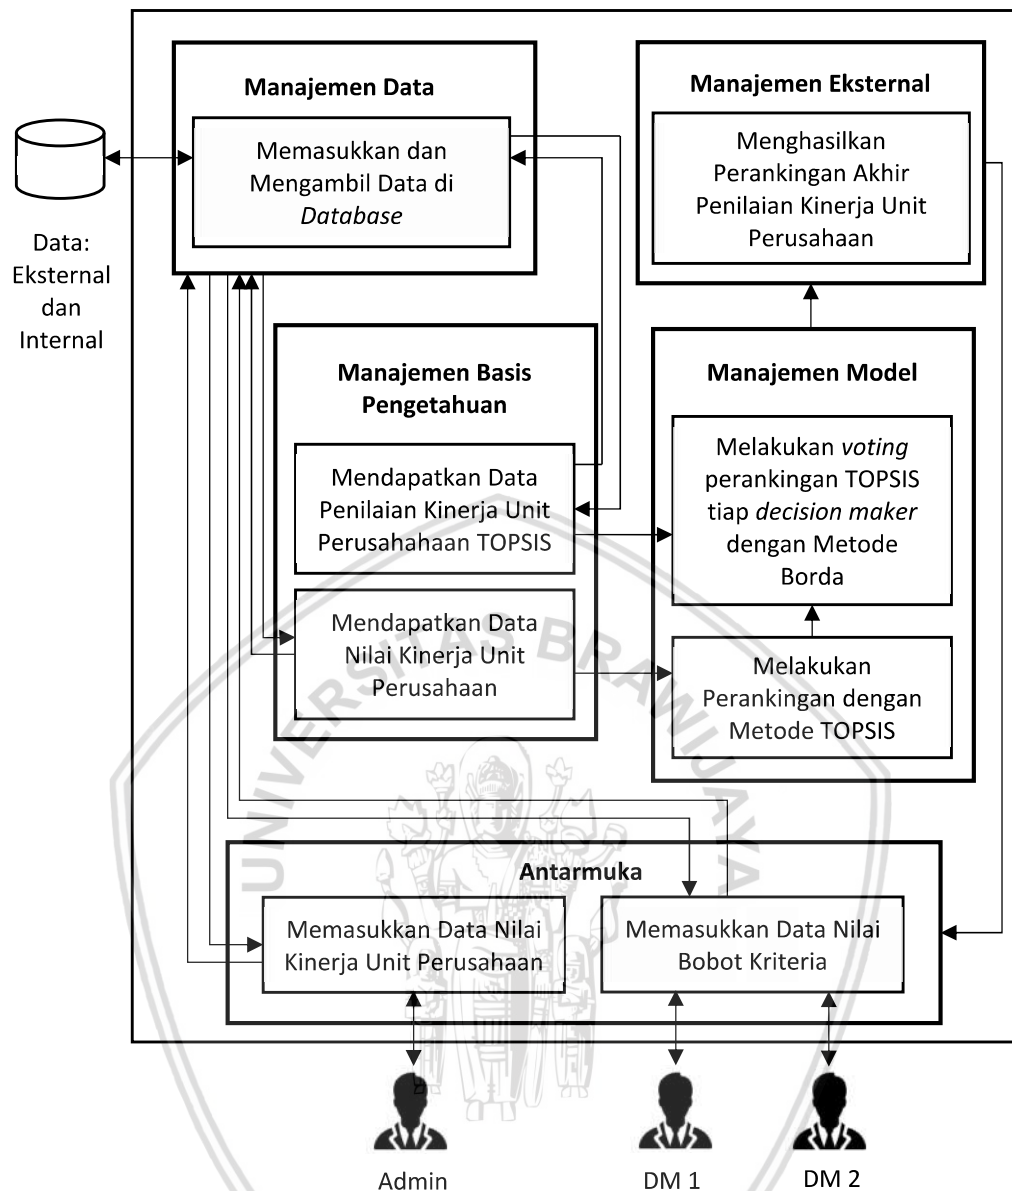 Manajemen Data
Memasukkan dan
Mengambil Data di
Database
Data:
Eksternal
dan
Internal
Manajemen Eksternal
Menghasilkan
Perankingan Akhir
Penilaian Kinerja Unit
Perusahaan
Manajemen Basis
Pengetahuan
Mendapatkan Data
Penilaian Kinerja Unit
Perusahahaan TOPSIS
Mendapatkan Data
Nilai Kinerja Unit
Perusahaan
Manajemen Model
Melakukan voting
perankingan TOPSIS
tiap decision maker
dengan Metode
Borda
Melakukan
Perankingan dengan
Metode TOPSIS
UNIVERSITAS BRAWIJAYA
Antarmuka
Memasukkan Data Nilai
Kinerja Unit Perusahaan
Memasukkan Data Nilai
Bobot Kriteria
Admin
DM 1
DM 2